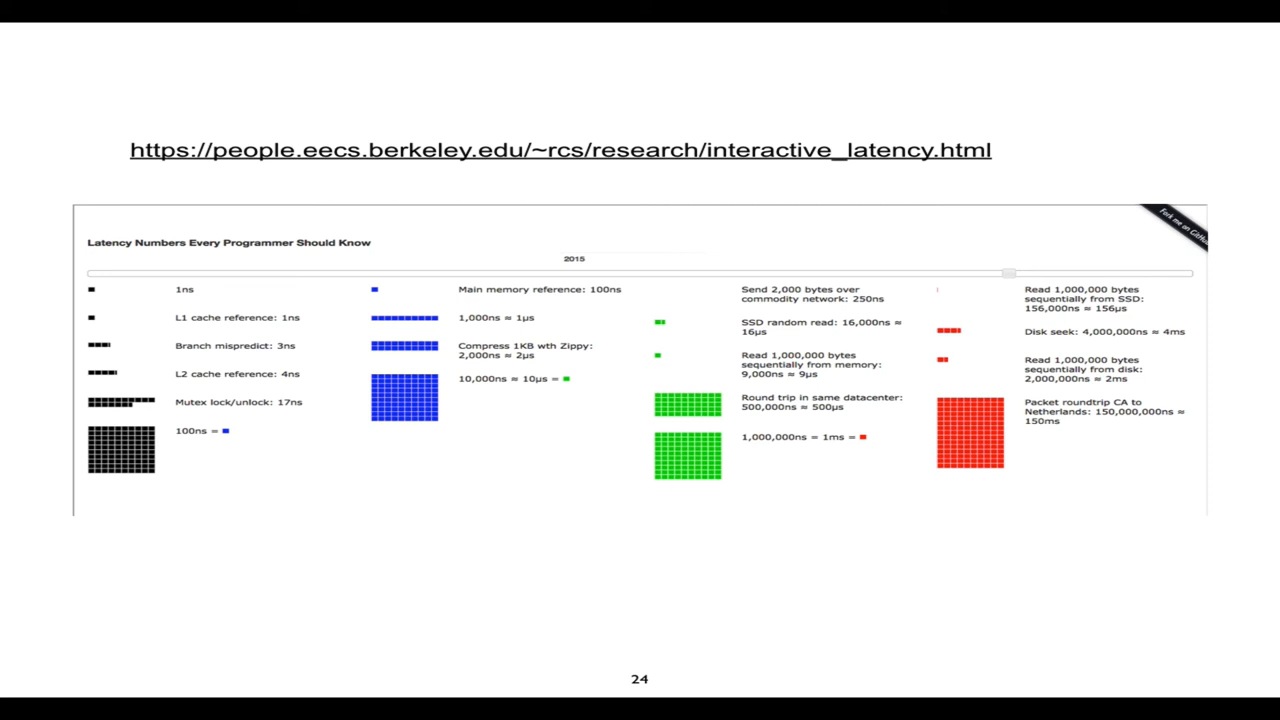 https://people.eecs.berkeley.edu/~rcs/research/interactive_latency.html
Fork me on GitHub
Latency Numbers Every Programmer Should Know
2015
1ns
L1 cache reference: 1ns
Branch mispredict: 3ns
L2 cache reference: 4ns
Mutex lock/unlock: 17ns
100ns =
Main memory reference: 100ns
1,000ns ≈ 1µs
Compress 1KB wth Zippy:
2,000ns ≈ 2µs
10,000ns ≈ 10µs =
Send 2,000 bytes over
commodity network: 250ns
SSD random read: 16,000ns ≈
16µs
Read 1,000,000 bytes
sequentially from memory:
9,000ns ≈ 9µs
Round trip in same datacenter:
500,000ns ≈ 500µs
1,000,000ns = 1ms =
Read 1,000,000 bytes
sequentially from SSD:
156,000ns ≈ 156µs
Disk seek: 4,000,000ns ≈ 4ms
Read 1,000,000 bytes
sequentially from disk:
2,000,000ns ≈ 2ms
Packet roundtrip CA to
Netherlands: 150,000,000ns ≈
150ms
24